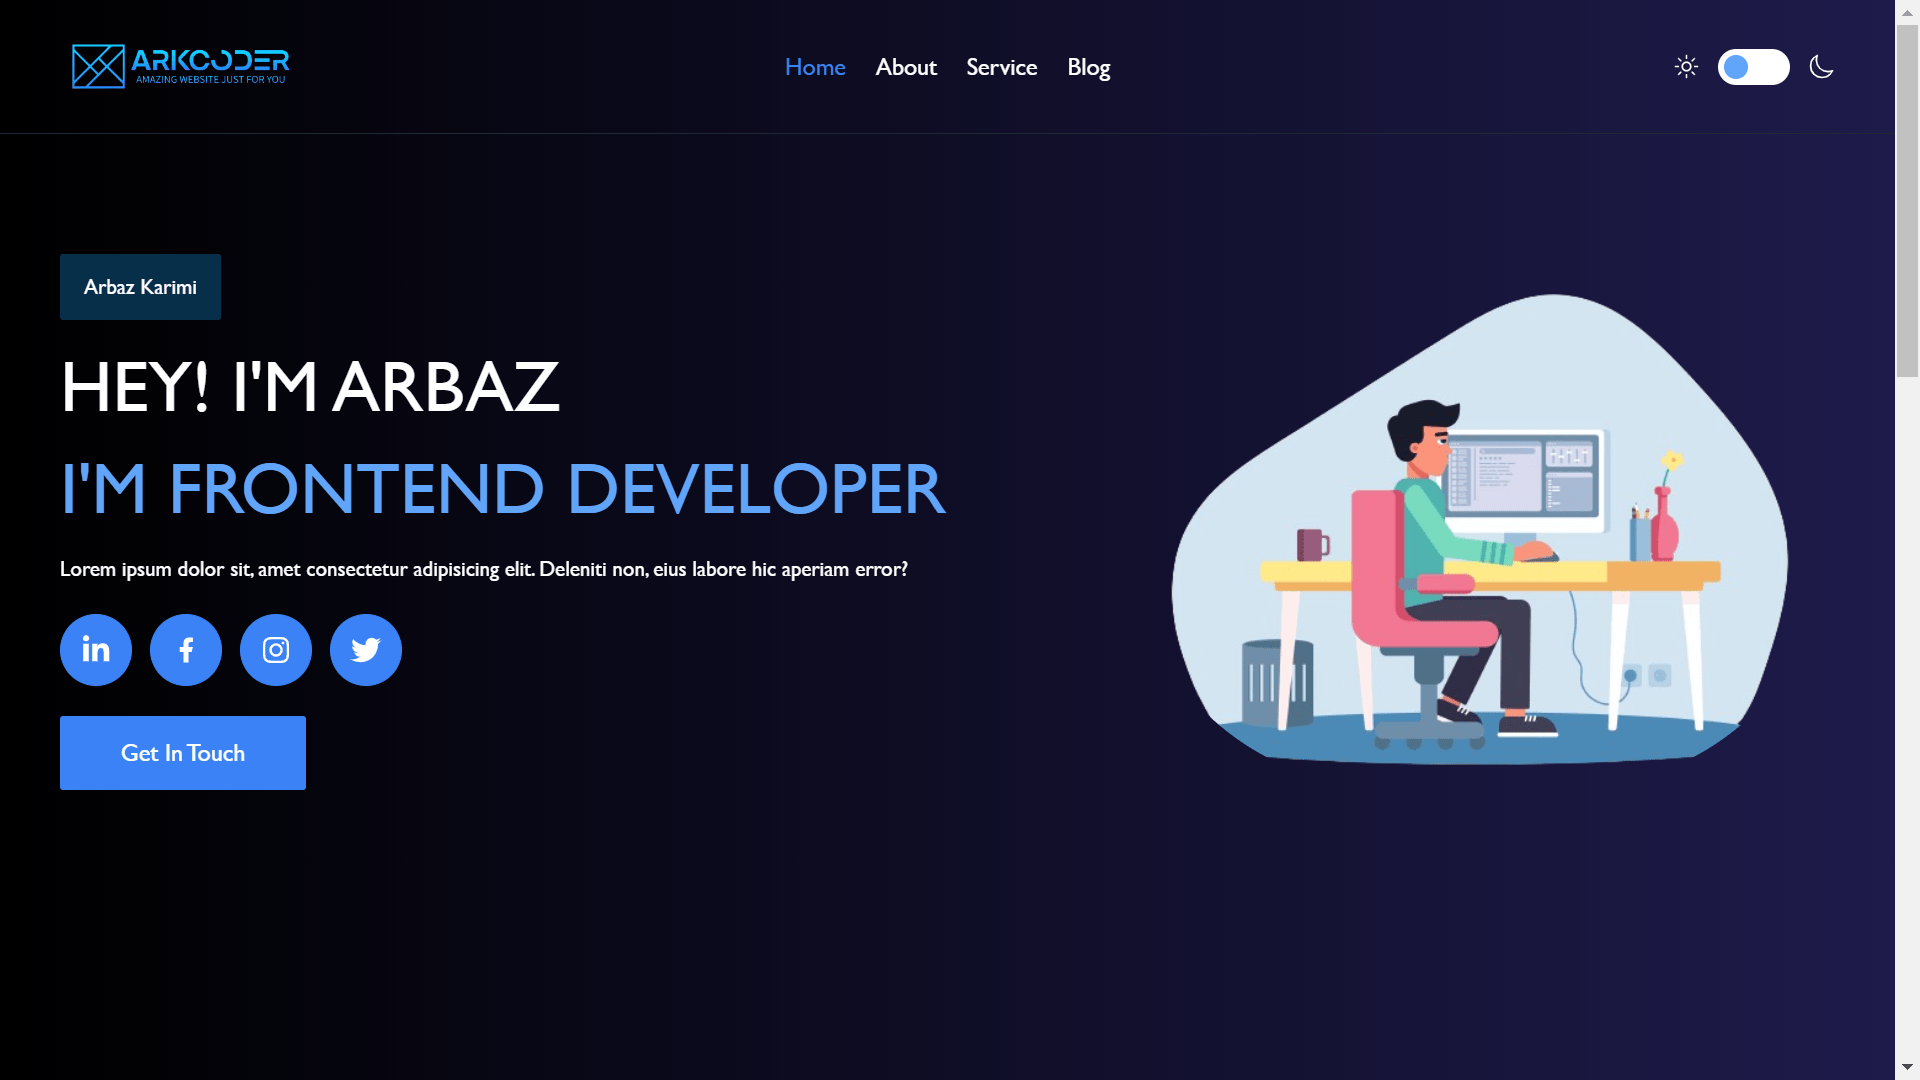 ARKCODER
AMAZING WEBSITE JUST FOR YOU
Home About Service Blog
Arbaz Karimi
HEY! I'M ARBAZ
I'M FRONTEND DEVELOPER
Lorem ipsum dolor sit, amet consectetur adipisicing elit. Deleniti non, eius labore hic aperiam error?
in
f
Get In Touch